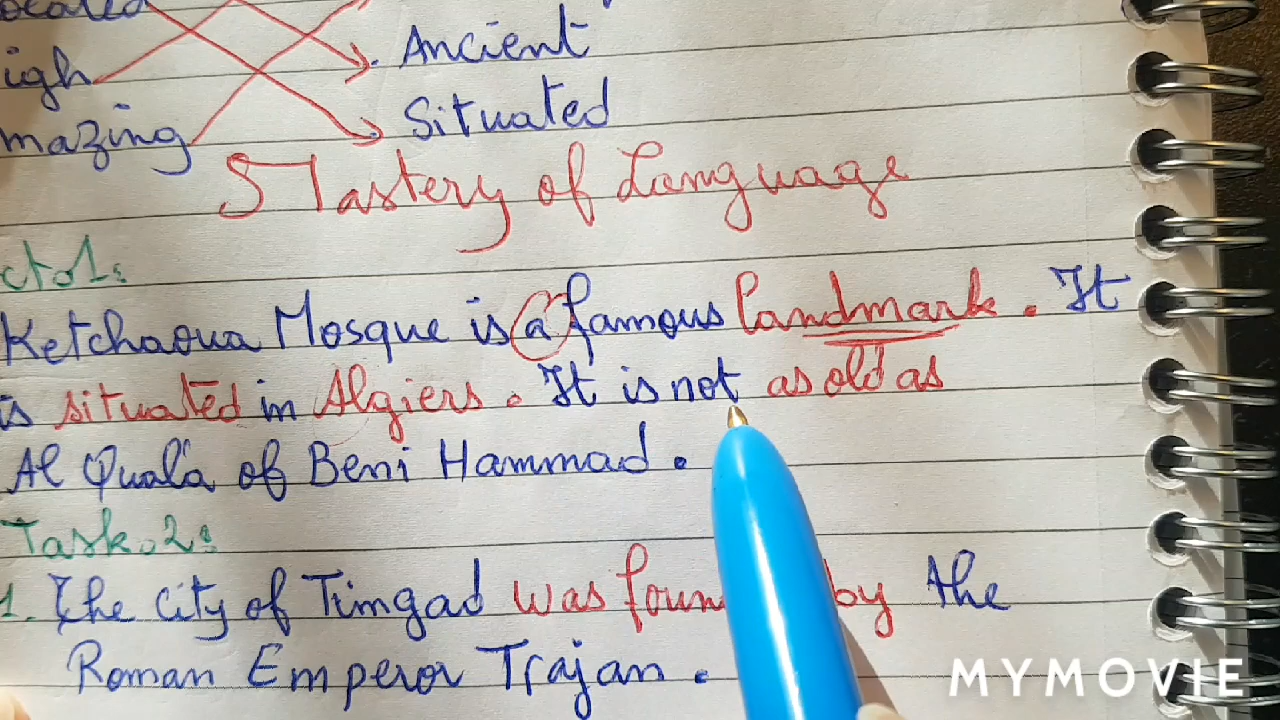 igh Ancient
mazing Situated
Mastery of Language
Ketchaoua Mosque is a famous landmark. It
is situated in Algiers. It is not as old as
Al Quala of Beni Hammad.
Task.2:
1. The city of Timgad was foun by the
Roman Emperor Trajan.
MYMOVIE